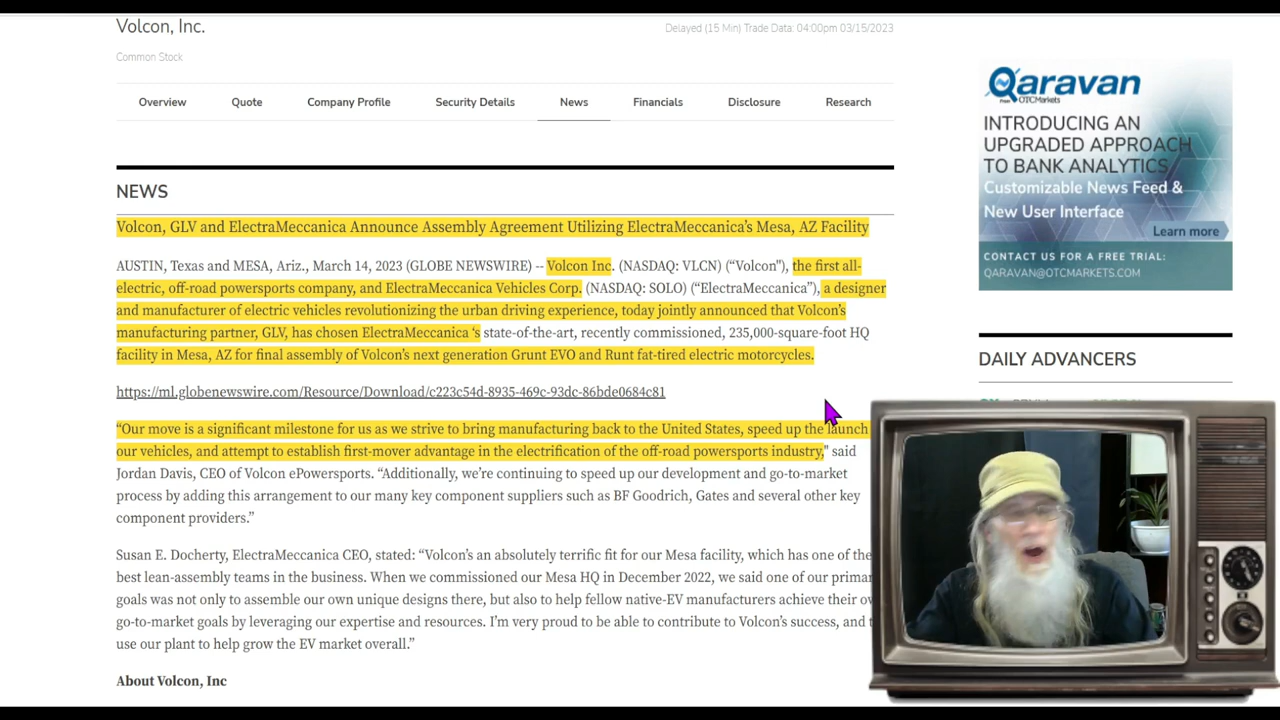 Volcon, Inc.
Delayed (15 Min) Trade Data: 04:00pm 03/15/2023
Common Stock
Overview
Quote
Company Profile
Security Details
News
Financials
Disclosure
Research
Qaravan
From OTCMarkets
INTRODUCING AN
UPGRADED APPROACH
TO BANK ANALYTICS
Customizable News Feed &
New User Interface
Learn more
CONTACT US FOR A FREE TRIAL:
QARAVAN@OTCMARKETS.COM
NEWS
Volcon, GLV and ElectraMeccanica Announce Assembly Agreement Utilizing ElectraMeccanica's Mesa, AZ Facility
AUSTIN, Texas and MESA, Ariz., March 14, 2023 (GLOBE NEWSWIRE) -- Volcon Inc. (NASDAQ: VLCN) (“Volcon”), the first all-
electric, off-road powersports company, and ElectraMeccanica Vehicles Corp. (NASDAQ: SOLO) (“ElectraMeccanica”), a designer
and manufacturer of electric vehicles revolutionizing the urban driving experience, today jointly announced that Volcon’s
manufacturing partner, GLV, has chosen ElectraMeccanica ‘s state-of-the-art, recently commissioned, 235,000-square-foot HQ
facility in Mesa, AZ for final assembly of Volcon’s next generation Grunt EVO and Runt fat-tired electric motorcycles.
https://ml.globenewswire.com/Resource/Download/c223c54d-8935-469c-93dc-86bde0684c81
“Our move is a significant milestone for us as we strive to bring manufacturing back to the United States, speed up the launch
our vehicles, and attempt to establish first-mover advantage in the electrification of the off-road powersports industry,” said
Jordan Davis, CEO of Volcon ePowersports. “Additionally, we’re continuing to speed up our development and go-to-market
process by adding this arrangement to our many key component suppliers such as BF Goodrich, Gates and several other key
component providers.”
Susan E. Docherty, ElectraMeccanica CEO, stated: “Volcon’s an absolutely terrific fit for our Mesa facility, which has one of the
best lean-assembly teams in the business. When we commissioned our Mesa HQ in December 2022, we said one of our
goals was not only to assemble our own unique designs there, but also to help fellow native-EV manufacturers achieve their
go-to-market goals by leveraging our expertise and resources. I’m very proud to be able to contribute to Volcon’s success, and
use our plant to help grow the EV market overall.”
About Volcon, Inc
DAILY ADVANCERS